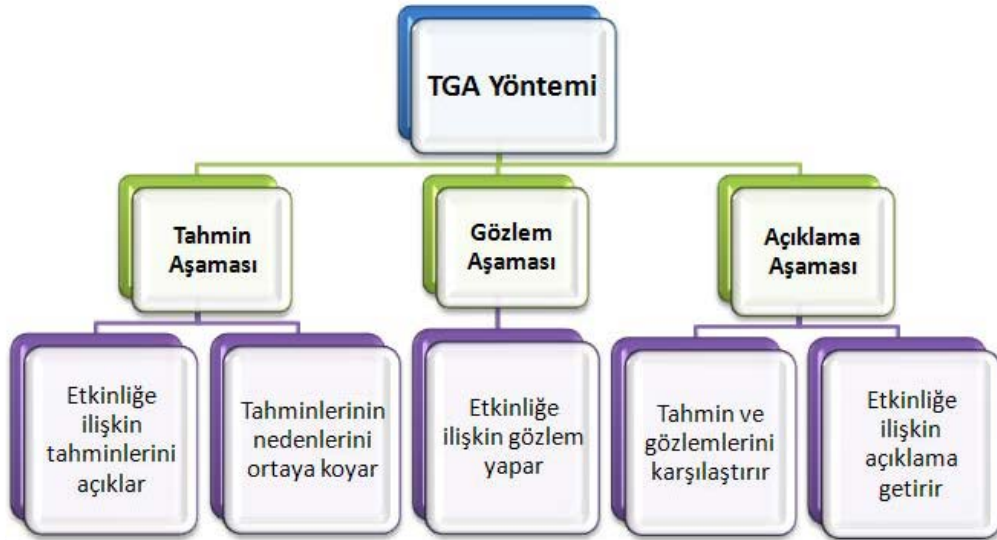 TGA Yöntemi
Tahmin
Aşaması
Gözlem
Aşaması
Açıklama
Aşaması
Etkinliğe
ilişkin
tahminlerini
açıklar
Tahminlerinin
nedenlerini
ortaya koyar
Etkinliğe
ilişkin gözlem
yapar
Tahmin ve
gözlemlerini
karşılaştırır
Etkinliğe
ilişkin
açıklama
getirir